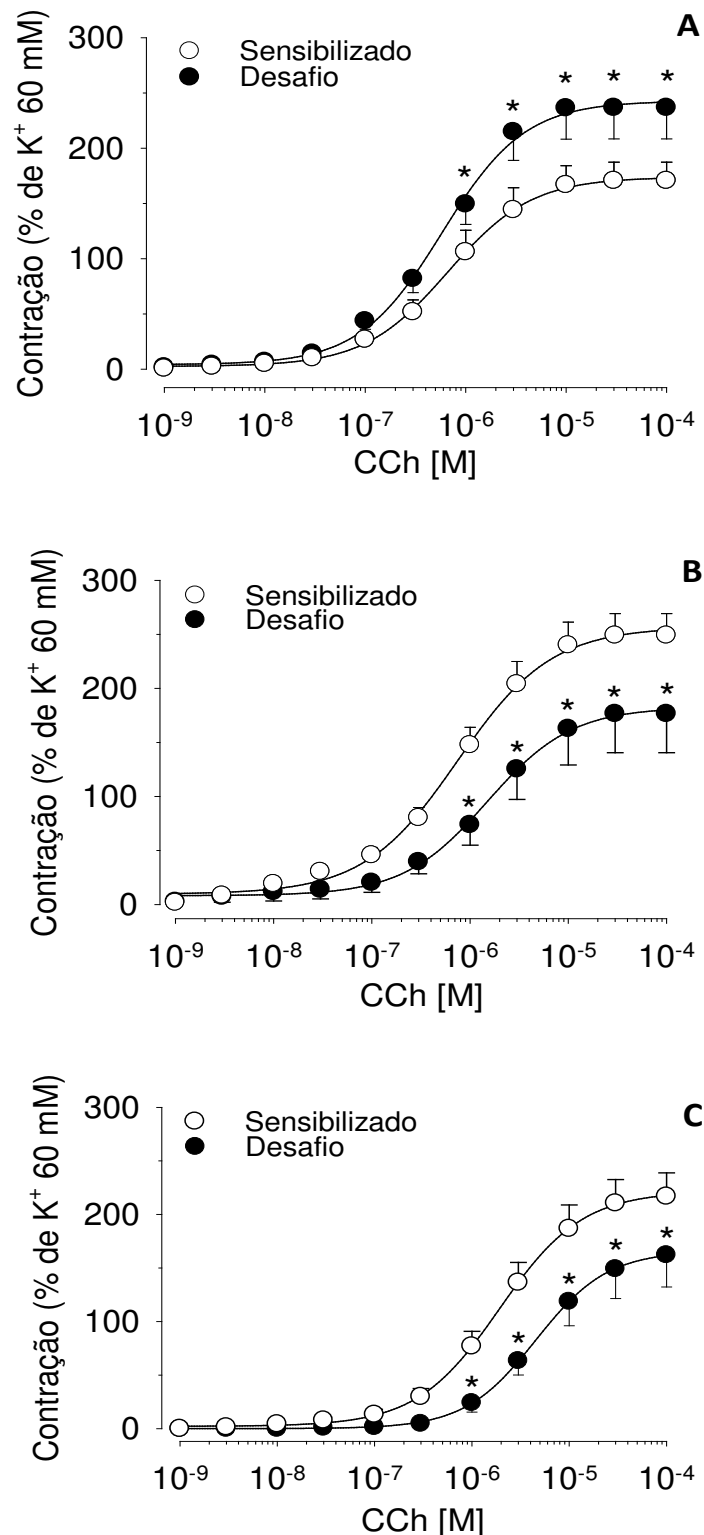 A
300
Sensibilizado
Desafio
* * * * *
200
100
0
Contração (% de K⁺ 60 mM)
10⁻⁹ 10⁻⁸ 10⁻⁷ 10⁻⁶ 10⁻⁵ 10⁻⁴
CCh [M]
B
300
Sensibilizado
Desafio
200
* * * * *
100
0
Contração (% de K⁺ 60 mM)
10⁻⁹ 10⁻⁸ 10⁻⁷ 10⁻⁶ 10⁻⁵ 10⁻⁴
CCh [M]
C
300
Sensibilizado
Desafio
200
* * * * *
100
0
Contração (% de K⁺ 60 mM)
10⁻⁹ 10⁻⁸ 10⁻⁷ 10⁻⁶ 10⁻⁵ 10⁻⁴
CCh [M]